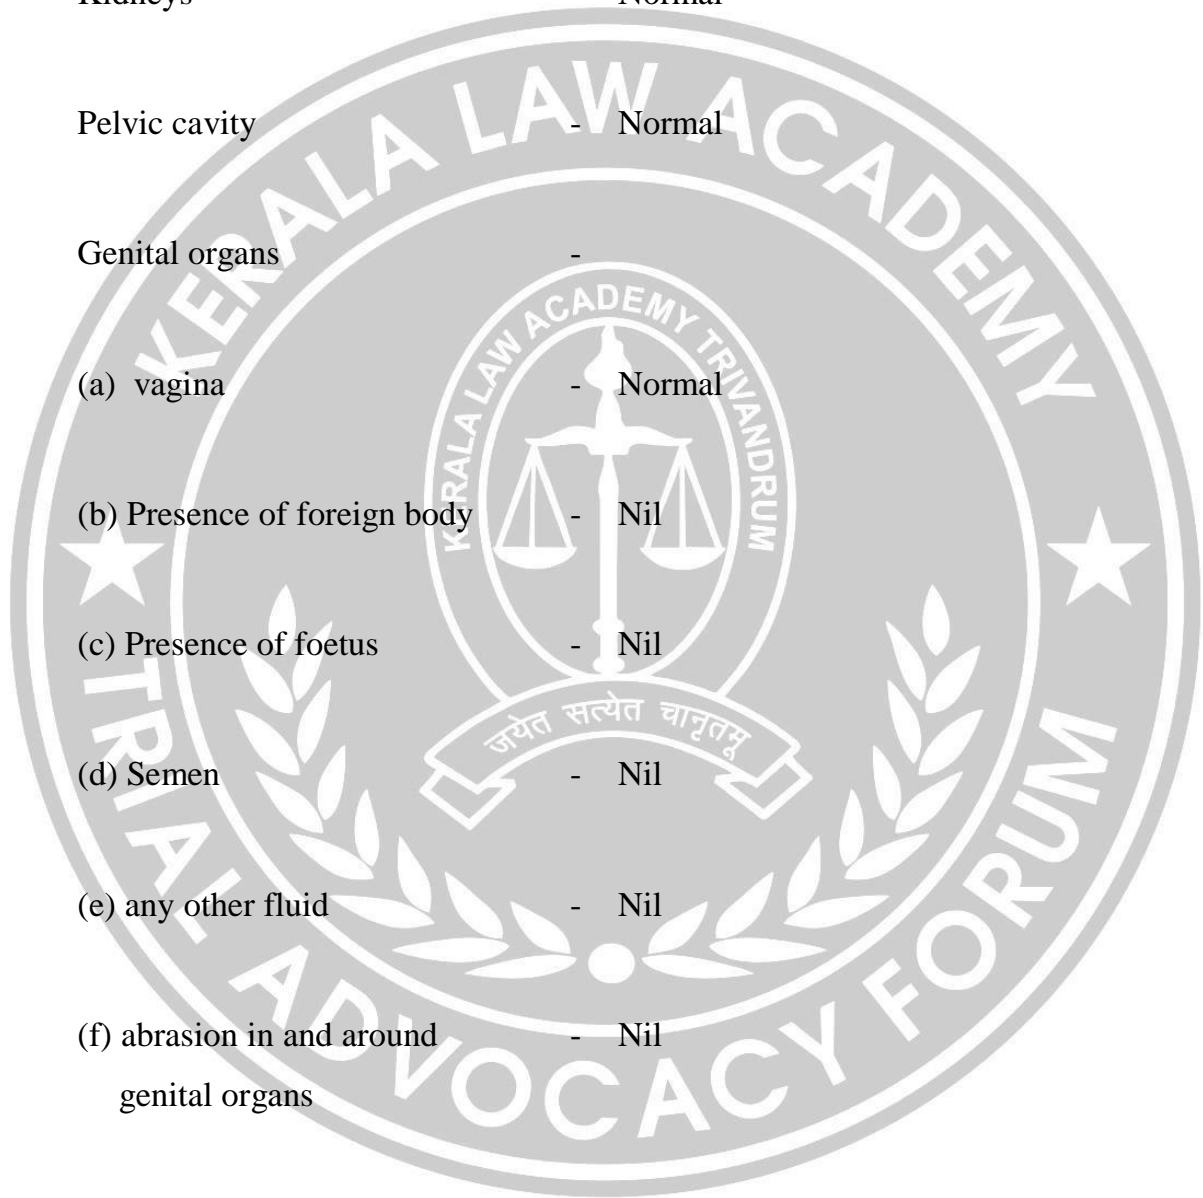 Kidneys - Normal
Pelvic cavity - Normal
Genital organs -
(a) vagina - Normal
(b) Presence of foreign body - Nil
(c) Presence of foetus - Nil
(d) Semen - Nil
(e) any other fluid - Nil
(f) abrasion in and around - Nil
genital organs
KERALA LAW ACADEMY
TRIAL ADVOCACY FORUM
KERALA LAW ACADEMY TRIVANDRUM
जयेत सत्येत चानृतम्